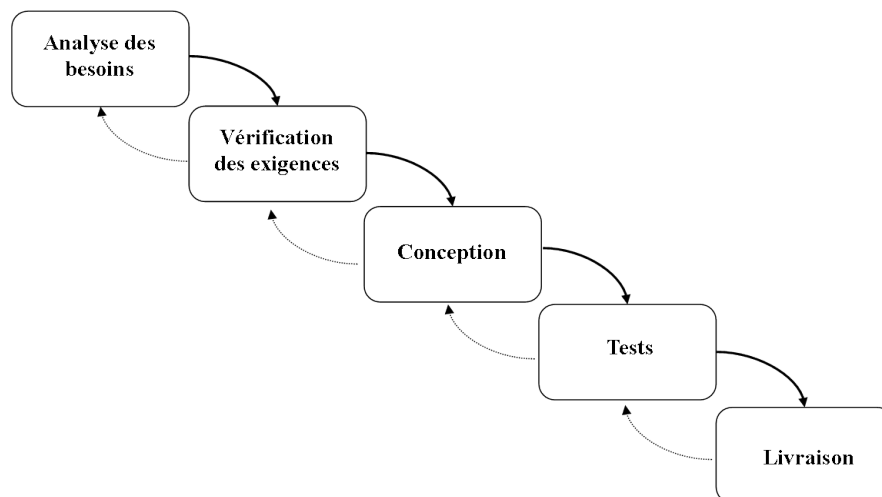 Analyse des
besoins
Vérification
des exigences
Conception
Tests
Livraison